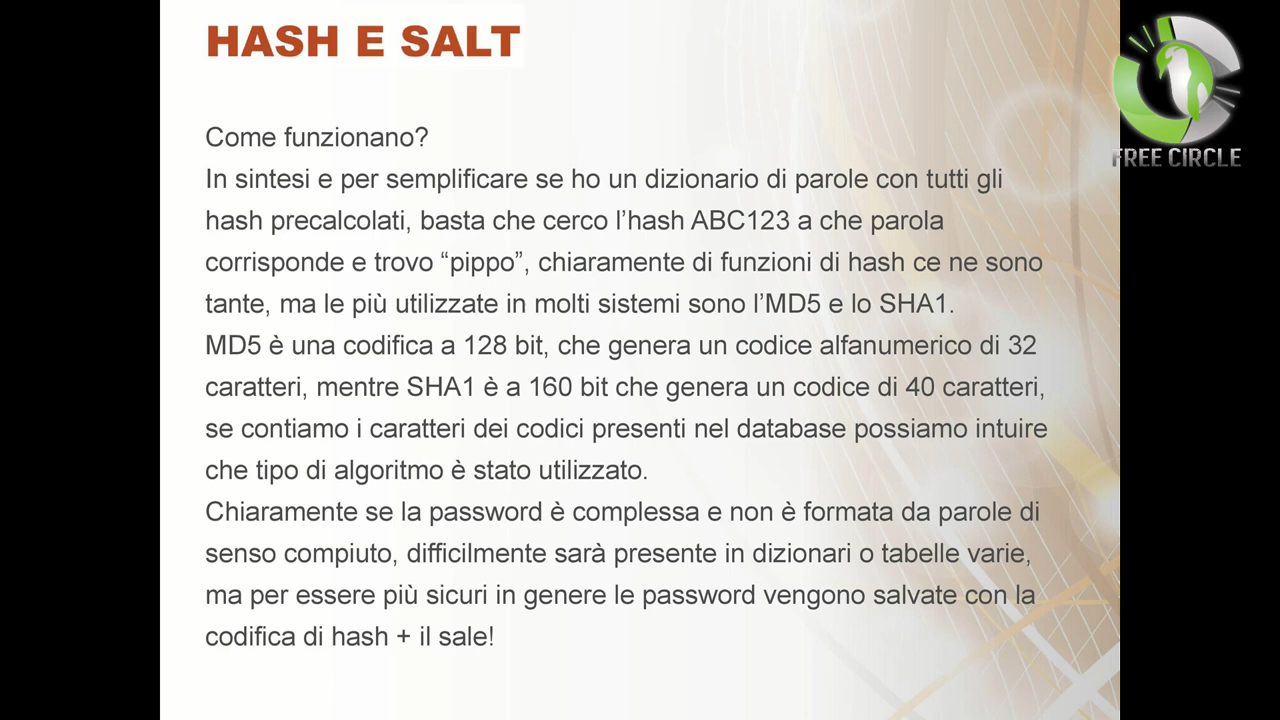 HASH E SALT
FREE CIRCLE
Come funzionano?
In sintesi e per semplificare se ho un dizionario di parole con tutti gli
hash precalcolati, basta che cerco l’hash ABC123 a che parola
corrisponde e trovo “pippo”, chiaramente di funzioni di hash ce ne sono
tante, ma le più utilizzate in molti sistemi sono l’MD5 e lo SHA1.
MD5 è una codifica a 128 bit, che genera un codice alfanumerico di 32
caratteri, mentre SHA1 è a 160 bit che genera un codice di 40 caratteri,
se contiamo i caratteri dei codici presenti nel database possiamo intuire
che tipo di algoritmo è stato utilizzato.
Chiaramente se la password è complessa e non è formata da parole di
senso compiuto, difficilmente sarà presente in dizionari o tabelle varie,
ma per essere più sicuri in genere le password vengono salvate con la
codifica di hash + il sale!